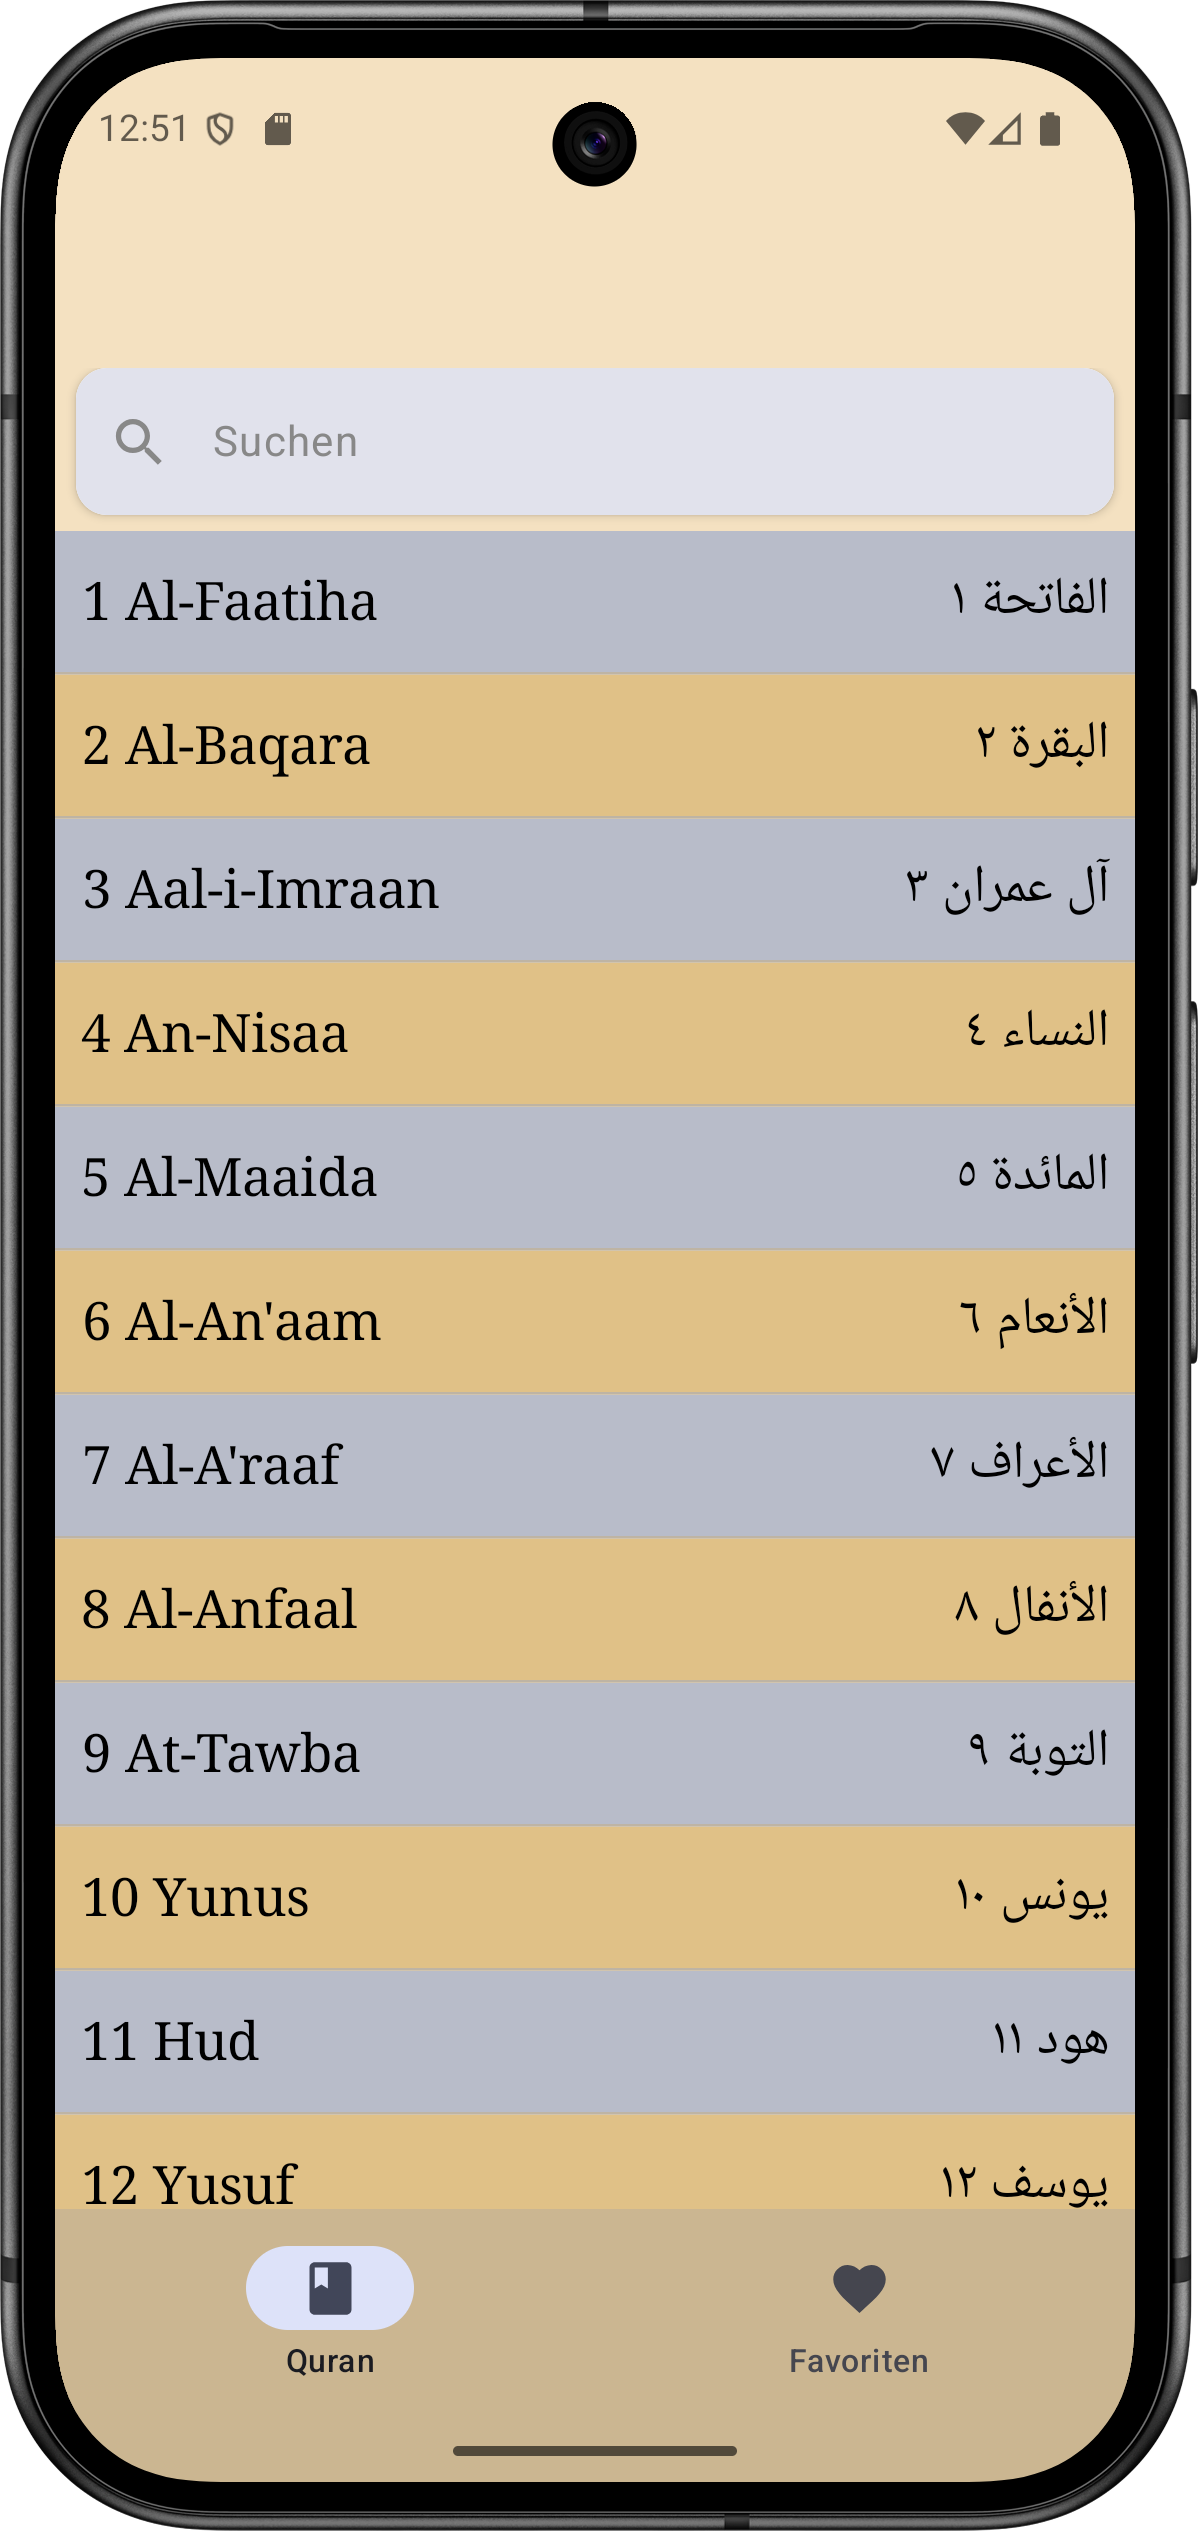 12:51
Suchen
1 Al-Faatiha الفاتحة ١
2 Al-Baqara البقرة ٢
3 Aal-i-Imraan آل عمران ٣
4 An-Nisaa النساء ٤
5 Al-Maaida المائدة ٥
6 Al-An'aam الأنعام ٦
7 Al-A'raaf الأعراف ٧
8 Al-Anfaal الأنفال ٨
9 At-Tawba التوبة ٩
10 Yunus يونس ١٠
11 Hud هود ١١
12 Yusuf يوسف ١٢
Quran Favoriten